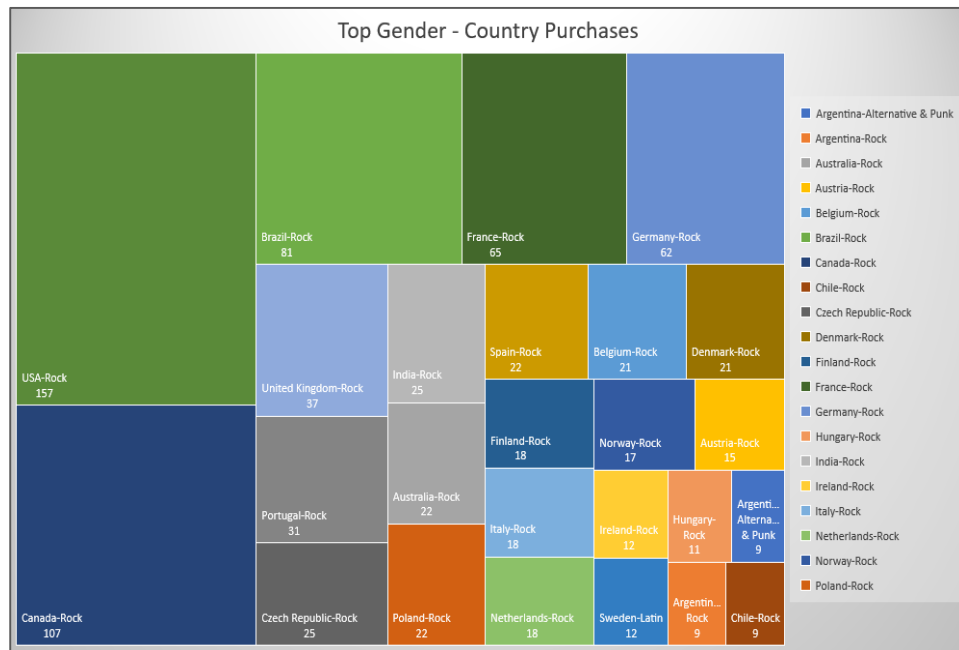 Top Gender - Country Purchases
USA-Rock
157
Canada-Rock
107
Brazil-Rock
81
France-Rock
65
Germany-Rock
62
United Kingdom-Rock
37
Portugal-Rock
31
Czech Republic-Rock
25
India-Rock
25
Australia-Rock
22
Poland-Rock
22
Spain-Rock
22
Belgium-Rock
21
Denmark-Rock
21
Finland-Rock
18
Italy-Rock
18
Netherlands-Rock
18
Norway-Rock
17
Austria-Rock
15
Ireland-Rock
12
Sweden-Latin
12
Hungary-
Rock
11
Argenti...
Alterna...
& Punk
9
Argentin...
Rock
9
Chile-Rock
9
Argentina-Alternative & Punk
Argentina-Rock
Australia-Rock
Austria-Rock
Belgium-Rock
Brazil-Rock
Canada-Rock
Chile-Rock
Czech Republic-Rock
Denmark-Rock
Finland-Rock
France-Rock
Germany-Rock
Hungary-Rock
India-Rock
Ireland-Rock
Italy-Rock
Netherlands-Rock
Norway-Rock
Poland-Rock